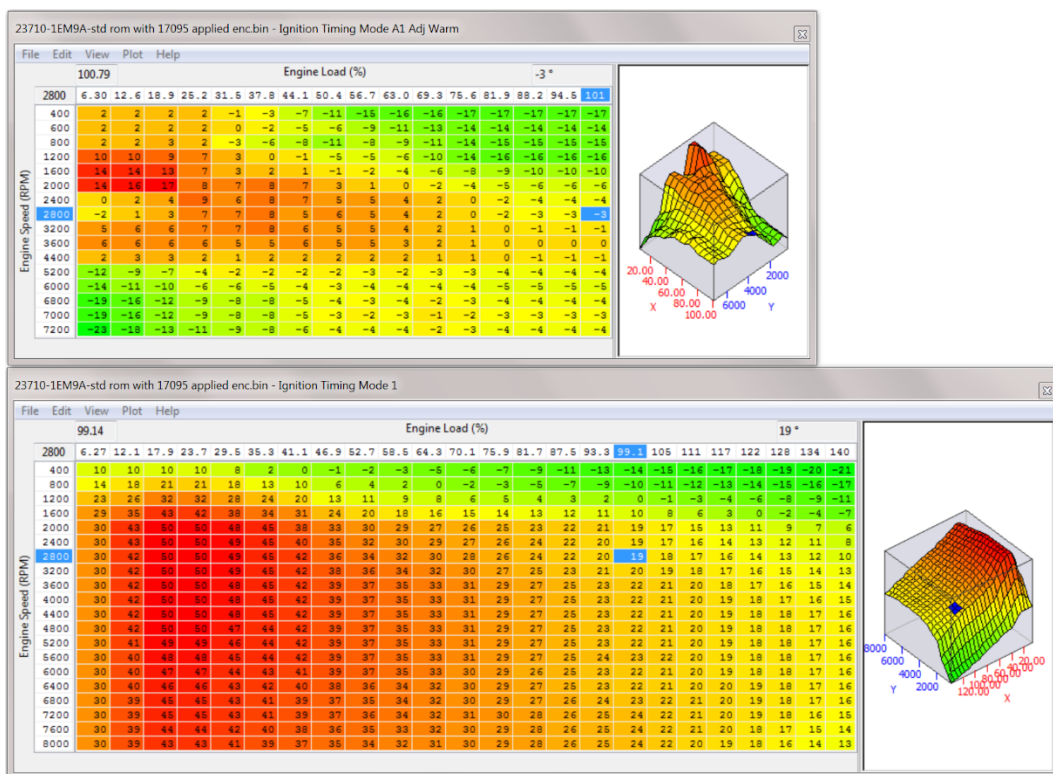 23710-1EM9A-std rom with 17095 applied enc.bin - Ignition Timing Mode A1 Adj Warm
File Edit View Plot Help
100.79 Engine Load (%) -3 °
2800 6.30 12.6 18.9 25.2 31.5 37.8 44.1 50.4 56.7 63.0 69.3 75.6 81.9 88.2 94.5 101
Engine Speed (RPM)
400 2 2 2 2 -1 -3 -7 -11 -15 -16 -16 -17 -17 -17 -17 -17
600 2 2 2 2 0 -2 -5 -6 -9 -11 -13 -14 -14 -14 -14 -14
800 2 2 3 2 -3 -6 -8 -11 -8 -9 -11 -14 -15 -15 -15 -15
1200 10 10 9 7 3 0 -1 -5 -5 -6 -10 -14 -16 -16 -16 -16
1600 14 14 13 7 3 2 1 -1 -2 -4 -6 -8 -9 -10 -10 -10
2000 14 16 17 8 7 8 7 3 1 0 -2 -4 -5 -6 -6 -6
2400 0 2 4 9 6 8 7 5 5 4 2 0 -2 -4 -4 -4
2800 -2 1 3 7 7 8 5 6 5 4 2 0 -2 -3 -3 -3
3200 5 6 6 7 7 8 6 5 5 4 2 1 0 -1 -1 -1
3600 6 6 6 6 5 5 6 5 5 3 2 1 0 0 0 0
4400 2 3 3 2 1 2 2 2 2 2 1 1 0 -1 -1 -1
5200 -12 -9 -7 -4 -2 -2 -2 -2 -3 -2 -3 -3 -4 -4 -4 -4
6000 -14 -11 -10 -6 -6 -5 -4 -3 -4 -4 -4 -4 -5 -5 -5 -5
6800 -19 -16 -12 -9 -8 -8 -5 -4 -3 -4 -2 -3 -4 -4 -4 -4
7000 -19 -16 -12 -9 -8 -8 -5 -3 -2 -3 -1 -2 -3 -3 -3 -3
7200 -23 -18 -13 -11 -9 -8 -6 -4 -4 -4 -2 -3 -4 -4 -4 -4
20.00 40.00 60.00 80.00 100.00
X
2000 4000 6000
Y
23710-1EM9A-std rom with 17095 applied enc.bin - Ignition Timing Mode 1
File Edit View Plot Help
99.14 Engine Load (%) 19 °
2800 6.27 12.1 17.9 23.7 29.5 35.3 41.1 46.9 52.7 58.5 64.3 70.1 75.9 81.7 87.5 93.3 99.1 105 111 117 122 128 134 140
Engine Speed (RPM)
400 10 10 10 10 8 2 0 -1 -2 -3 -5 -6 -7 -9 -11 -13 -14 -15 -16 -17 -18 -19 -20 -21
800 14 18 21 21 18 13 10 6 4 2 0 -2 -3 -5 -7 -9 -10 -11 -12 -13 -14 -15 -16 -17
1200 23 26 32 32 28 24 20 13 11 9 8 6 5 4 3 2 0 -1 -3 -4 -6 -8 -9 -11
1600 29 35 43 42 38 34 31 24 20 18 16 15 14 13 12 11 10 8 6 3 0 -2 -4 -7
2000 30 43 50 50 48 45 38 33 30 29 27 26 25 23 22 21 19 17 15 13 11 9 7 6
2400 30 43 50 50 49 45 40 35 32 30 29 27 26 24 22 20 19 17 16 14 13 12 11 8
2800 30 42 50 50 49 45 42 36 34 32 30 28 26 24 22 20 19 18 17 16 14 13 12 10
3200 30 42 50 50 49 45 42 38 36 34 32 30 27 25 23 21 20 19 18 17 16 15 14 13
3600 30 42 50 50 49 45 42 39 37 35 33 31 29 27 25 23 22 21 20 18 17 16 15 14
4000 30 42 50 50 48 45 42 39 37 35 33 31 29 27 25 23 22 21 20 19 18 17 16 15
4400 30 42 50 50 48 45 42 39 37 35 33 31 29 27 25 23 22 21 20 19 18 18 17 16
4800 30 42 50 50 47 44 42 39 37 35 33 31 29 27 25 23 22 21 20 19 18 18 17 16
5200 30 41 49 49 46 44 42 39 37 35 33 31 29 27 25 23 22 21 20 19 18 18 17 16
5600 30 40 48 48 45 44 42 39 37 35 33 31 29 27 25 24 23 22 20 19 18 18 17 16
6000 30 40 47 47 44 43 41 39 37 35 33 30 29 26 25 23 22 21 20 19 18 18 17 16
6400 30 40 46 46 43 42 40 38 36 34 32 30 29 27 25 23 22 21 20 19 18 18 17 16
6800 30 39 45 45 43 41 39 37 35 34 32 30 29 27 26 24 23 22 21 20 19 18 17 16
7200 30 39 45 45 43 41 39 37 36 34 32 31 30 28 26 25 24 22 21 20 19 18 16 15
7600 30 39 44 44 42 40 38 36 35 33 32 30 29 28 26 25 24 22 21 20 18 17 15 14
8000 30 39 43 43 41 39 37 35 34 32 31 30 29 28 26 25 24 22 20 19 18 16 14 13
8000 6000 4000 2000
Y
20.00 40.00 60.00 80.00 100.00 120.00
X